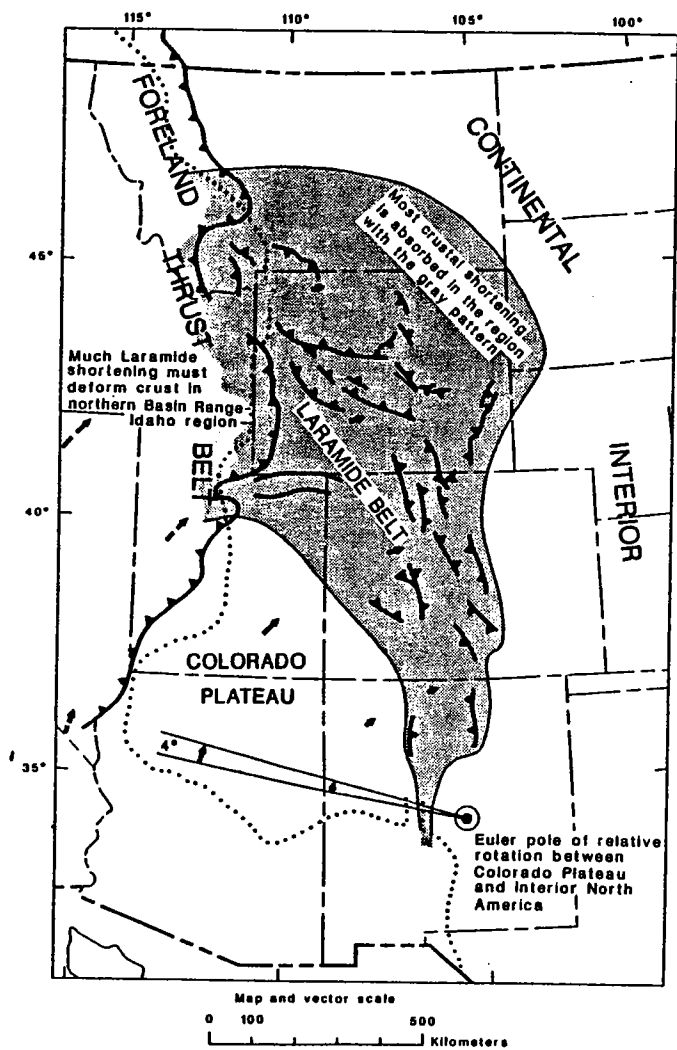 115°
110°
105°
100°
FORELAND
THRUST
BELT
CONTINENTAL
INTERIOR
Most crustal shortening
is absorbed in the region
with the gray pattern
45°
Much Laramide
shortening must
deform crust in
northern Basin Range-
Idaho region
LARAMIDE BELT
40°
COLORADO
PLATEAU
4°
35°
Euler pole of relative
rotation between
Colorado Plateau
and Interior North
America
Map and vector scale
0 100 500
Kilometers